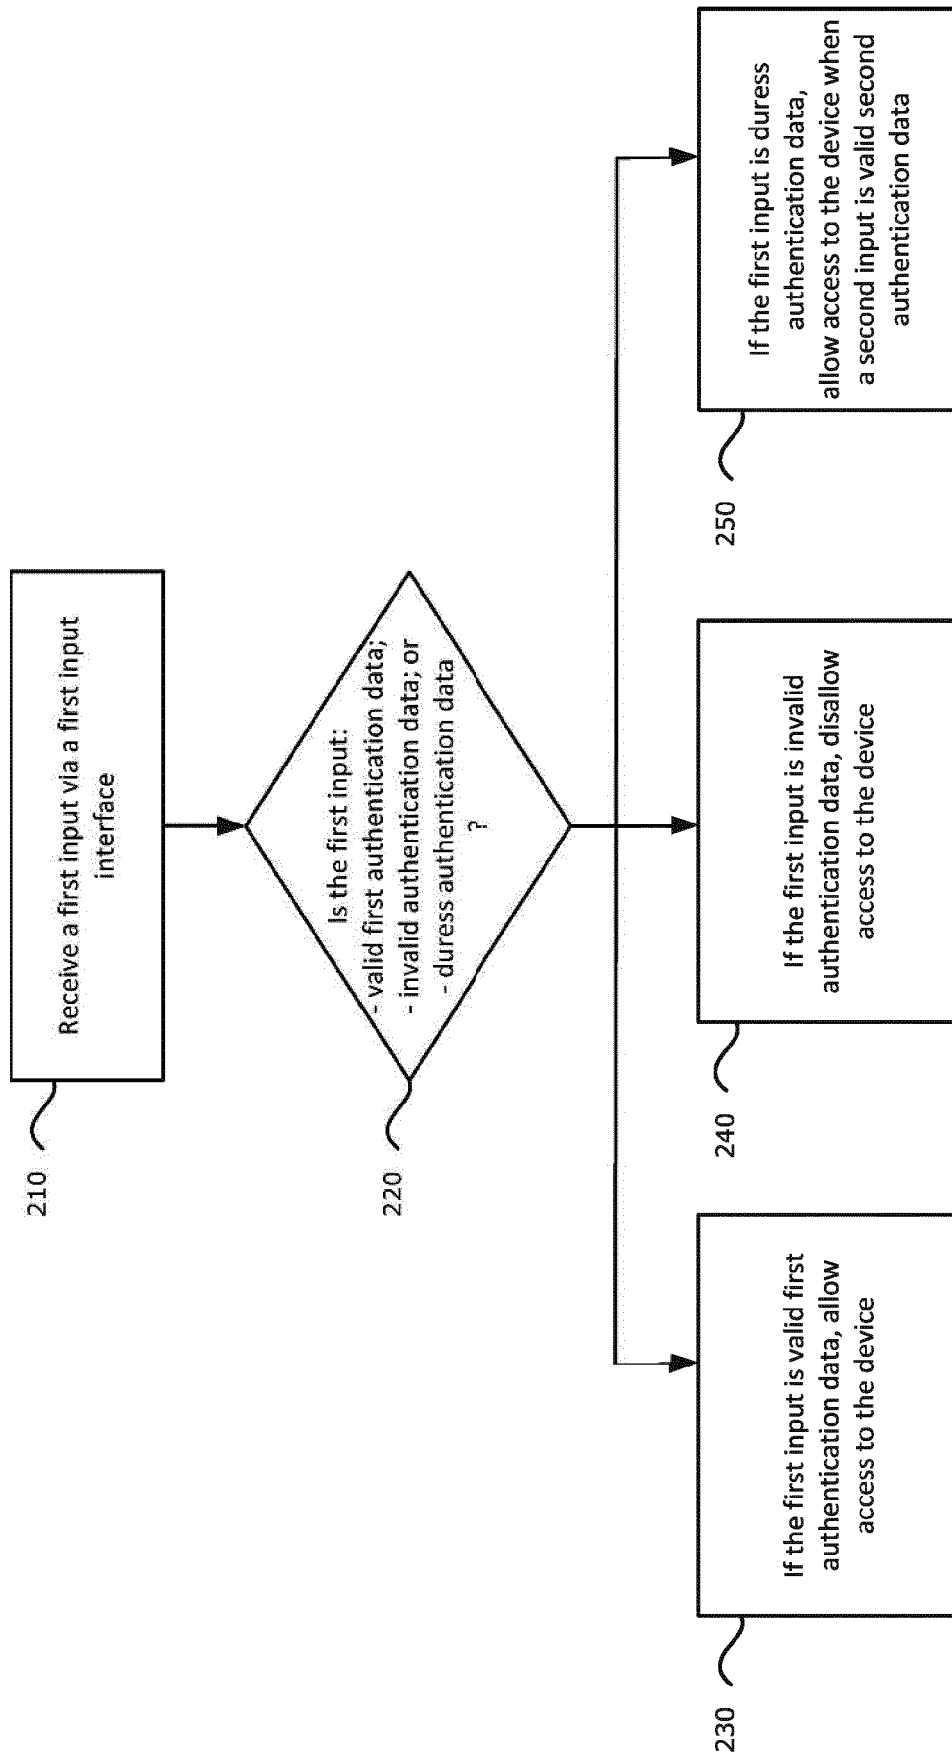 210
Receive a first input via a first input
interface
220
Is the first input:
- valid first authentication data;
- invalid authentication data; or
- duress authentication data
?
230
If the first input is valid first
authentication data, allow
access to the device
240
If the first input is invalid
authentication data, disallow
access to the device
250
If the first input is duress
authentication data,
allow access to the device when
a second input is valid second
authentication data